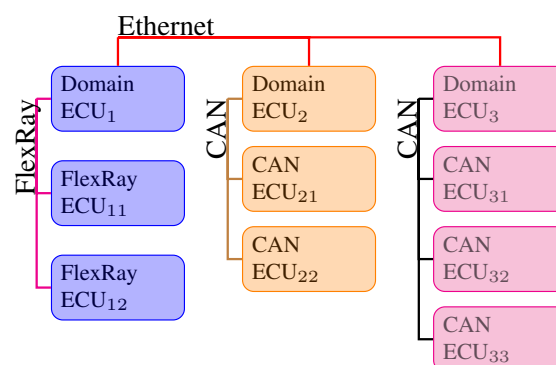 Ethernet
FlexRay
Domain
ECU₁
FlexRay
ECU₁₁
FlexRay
ECU₁₂
CAN
Domain
ECU₂
CAN
ECU₂₁
CAN
ECU₂₂
CAN
Domain
ECU₃
CAN
ECU₃₁
CAN
ECU₃₂
CAN
ECU₃₃